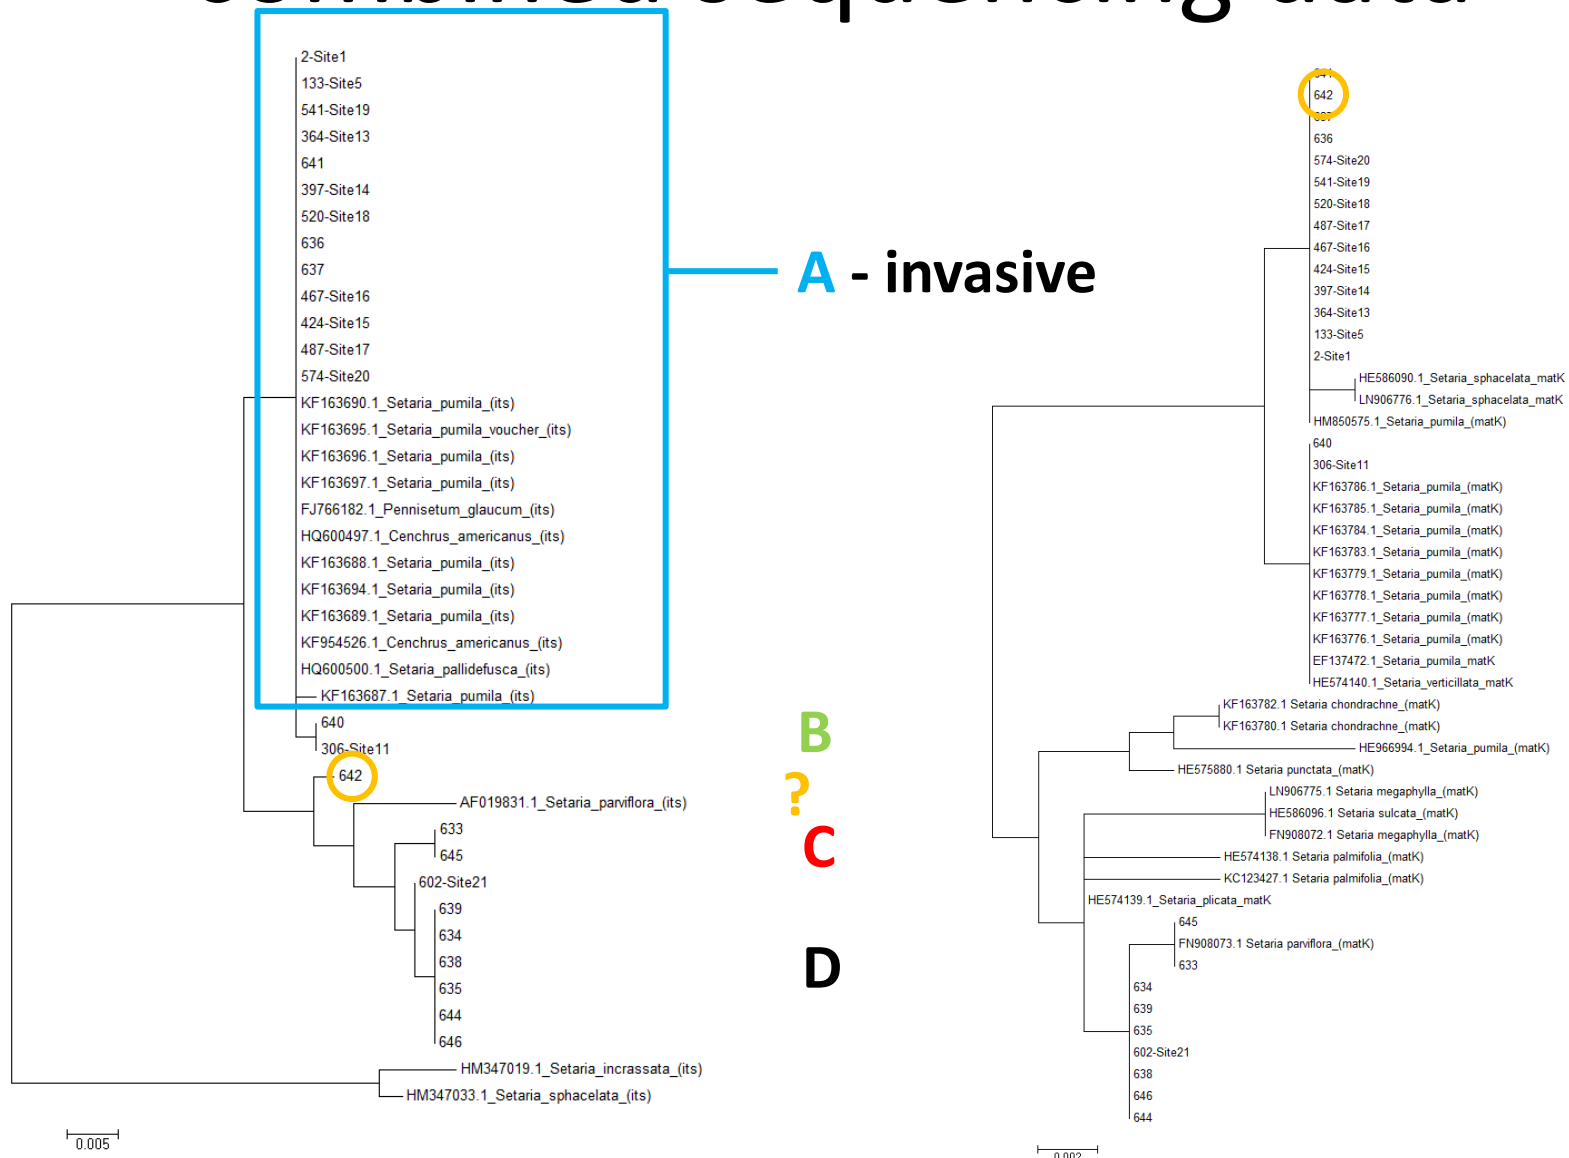 combined sequencing data
2-Site1
133-Site5
541-Site19
364-Site13
641
397-Site14
520-Site18
636
637
467-Site16
424-Site15
487-Site17
574-Site20
KF163690.1_Setaria_pumila_(its)
KF163695.1_Setaria_pumila_voucher_(its)
KF163696.1_Setaria_pumila_(its)
KF163697.1_Setaria_pumila_(its)
FJ766182.1_Pennisetum_glaucum_(its)
HQ600497.1_Cenchrus_americanus_(its)
KF163688.1_Setaria_pumila_(its)
KF163694.1_Setaria_pumila_(its)
KF163689.1_Setaria_pumila_(its)
KF954526.1_Cenchrus_americanus_(its)
HQ600500.1_Setaria_pallidefusca_(its)
KF163687.1_Setaria_pumila_(its)
640
306-Site11
642
AF019831.1_Setaria_parviflora_(its)
633
645
602-Site21
639
634
638
635
644
646
HM347019.1_Setaria_incrassata_(its)
HM347033.1_Setaria_sphacelata_(its)
0.005
A - invasive
B
?
C
D
641
642
637
636
574-Site20
541-Site19
520-Site18
487-Site17
467-Site16
424-Site15
397-Site14
364-Site13
133-Site5
2-Site1
HE586090.1_Setaria_sphacelata_matK
LN906776.1_Setaria_sphacelata_matK
HM850575.1_Setaria_pumila_(matK)
640
306-Site11
KF163786.1_Setaria_pumila_(matK)
KF163785.1_Setaria_pumila_(matK)
KF163784.1_Setaria_pumila_(matK)
KF163783.1_Setaria_pumila_(matK)
KF163779.1_Setaria_pumila_(matK)
KF163778.1_Setaria_pumila_(matK)
KF163777.1_Setaria_pumila_(matK)
KF163776.1_Setaria_pumila_(matK)
EF137472.1_Setaria_pumila_matK
HE574140.1_Setaria_verticillata_matK
KF163782.1 Setaria chondrachne_(matK)
KF163780.1 Setaria chondrachne_(matK)
HE966994.1_Setaria_pumila_(matK)
HE575880.1 Setaria punctata_(matK)
LN906775.1 Setaria megaphylla_(matK)
HE586096.1 Setaria sulcata_(matK)
FN908072.1 Setaria megaphylla_(matK)
HE574138.1 Setaria palmifolia_(matK)
KC123427.1 Setaria palmifolia_(matK)
HE574139.1_Setaria_plicata_matK
645
FN908073.1 Setaria parviflora_(matK)
633
634
639
635
602-Site21
638
646
644
0.002